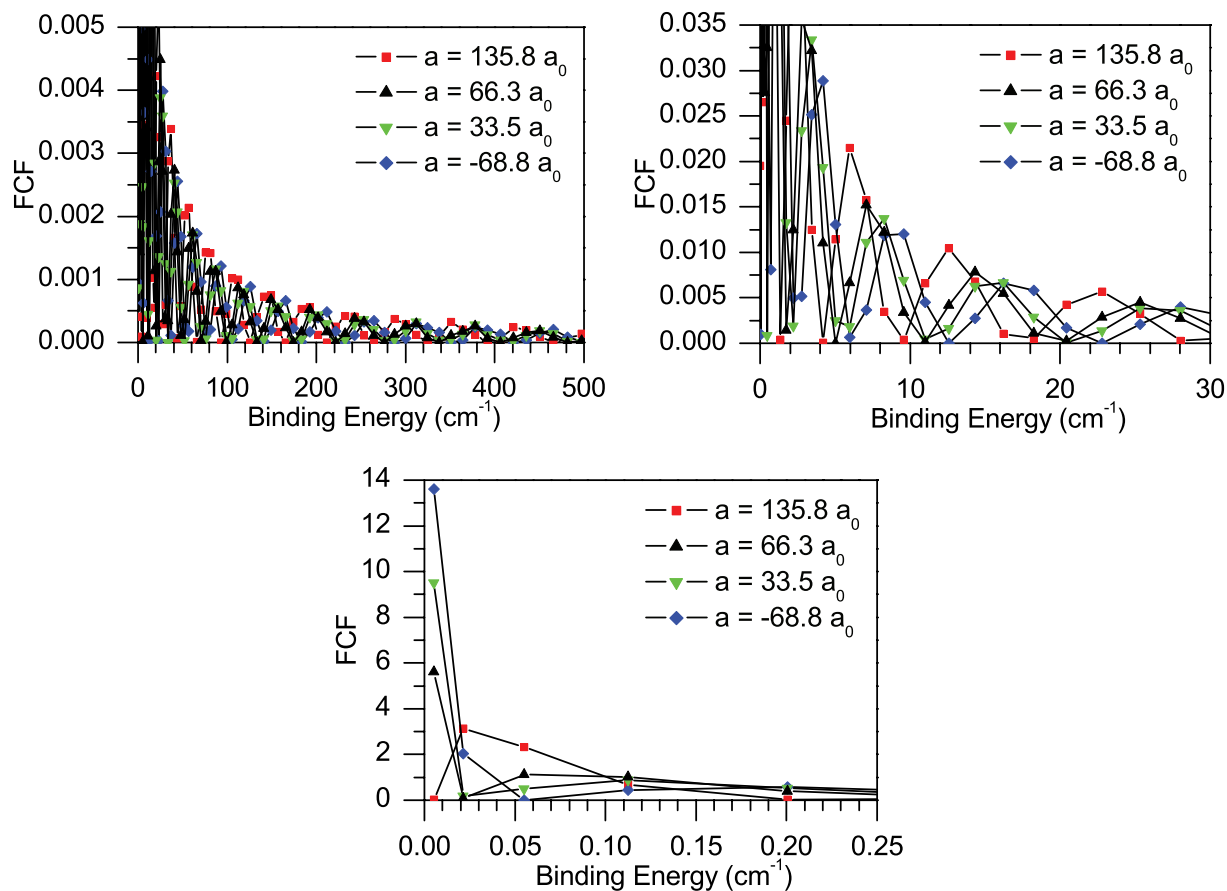 0.005
0.004
0.003
0.002
0.001
0.000
FCF
a = 135.8 a0
a = 66.3 a0
a = 33.5 a0
a = -68.8 a0
0 100 200 300 400 500
Binding Energy (cm-1)
0.035
0.030
0.025
0.020
0.015
0.010
0.005
0.000
FCF
a = 135.8 a0
a = 66.3 a0
a = 33.5 a0
a = -68.8 a0
0 10 20 30
Binding Energy (cm-1)
14
12
10
8
6
4
2
0
FCF
a = 135.8 a0
a = 66.3 a0
a = 33.5 a0
a = -68.8 a0
0.00 0.05 0.10 0.15 0.20 0.25
Binding Energy (cm-1)